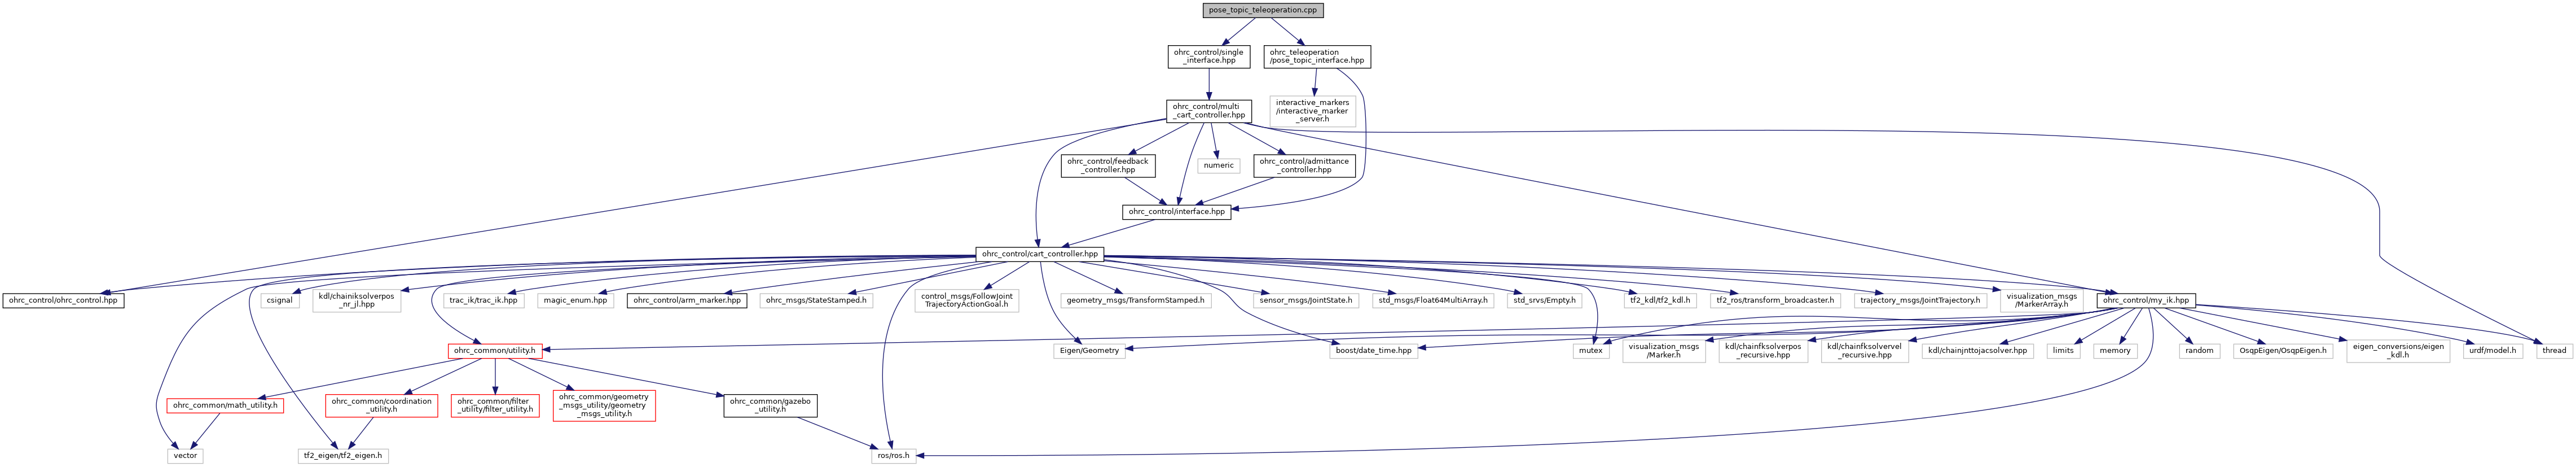 pose_topic_teleoperation.cpp
ohrc_control/single
_interface.hpp
ohrc_teleoperation
/pose_topic_interface.hpp
ohrc_control/multi
_cart_controller.hpp
interactive_markers
/interactive_marker
_server.h
ohrc_control/feedback
_controller.hpp
numeric
ohrc_control/admittance
_controller.hpp
ohrc_control/interface.hpp
ohrc_control/cart_controller.hpp
ohrc_control/ohrc_control.hpp
csignal
kdl/chainiksolverpos
_nr_jl.hpp
trac_ik/trac_ik.hpp
magic_enum.hpp
ohrc_control/arm_marker.hpp
ohrc_msgs/StateStamped.h
control_msgs/FollowJoint
TrajectoryActionGoal.h
geometry_msgs/TransformStamped.h
sensor_msgs/JointState.h
std_msgs/Float64MultiArray.h
std_srvs/Empty.h
tf2_kdl/tf2_kdl.h
tf2_ros/transform_broadcaster.h
trajectory_msgs/JointTrajectory.h
visualization_msgs
/MarkerArray.h
ohrc_control/my_ik.hpp
ohrc_common/utility.h
Eigen/Geometry
boost/date_time.hpp
mutex
visualization_msgs
/Marker.h
kdl/chainfksolverpos
_recursive.hpp
kdl/chainfksolvervel
_recursive.hpp
kdl/chainjnttojacsolver.hpp
limits
memory
random
OsqpEigen/OsqpEigen.h
eigen_conversions/eigen
_kdl.h
urdf/model.h
thread
ohrc_common/math_utility.h
ohrc_common/coordination
_utility.h
ohrc_common/filter
_utility/filter_utility.h
ohrc_common/geometry
_msgs_utility/geometry
_msgs_utility.h
ohrc_common/gazebo
_utility.h
vector
tf2_eigen/tf2_eigen.h
ros/ros.h